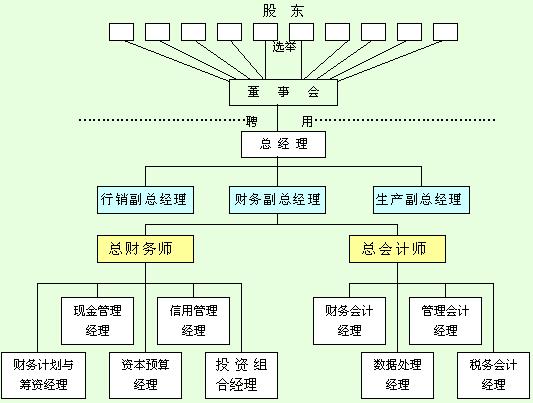 股 东
选举
董 事 会
聘 用
总 经 理
行销副总经理
财务副总经理
生产副总经理
总财务师
总会计师
现金管理
经理
信用管理
经理
财务会计
经理
管理会计
经理
财务计划与
筹资经理
资本预算
经理
投 资 组
合经理
数据处理
经理
税务会计
经理